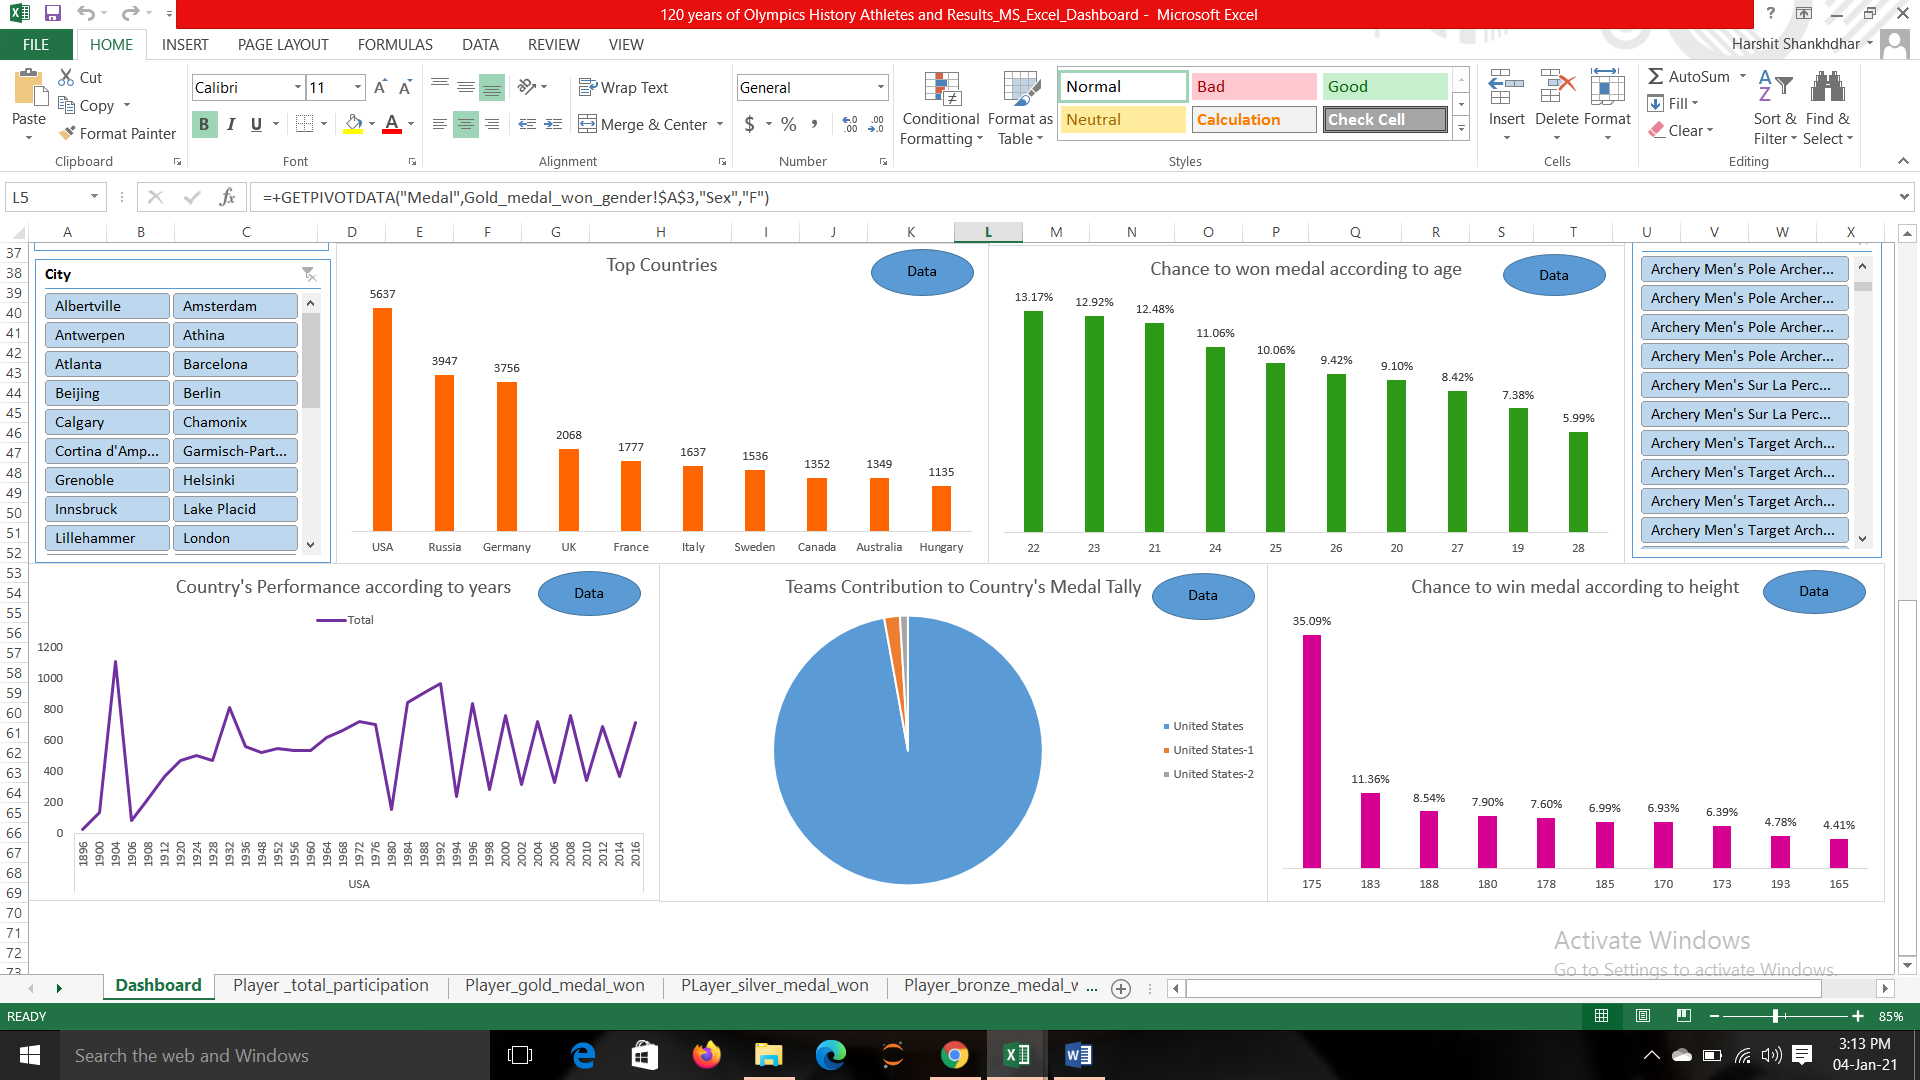 120 years of Olympics History Athletes and Results_MS_Excel_Dashboard - Microsoft Excel
FILE HOME INSERT PAGE LAYOUT FORMULAS DATA REVIEW VIEW
Harshit Shankhdhar
Paste
Cut
Copy
Format Painter
Clipboard
Calibri 11
B I U
Font
Wrap Text
Merge & Center
Alignment
General
$ % ,
Number
Conditional Formatting
Format as Table
Normal Bad Good
Neutral Calculation Check Cell
Styles
Insert Delete Format
Cells
AutoSum
Fill
Clear
Sort & Filter
Find & Select
Editing
L5
=+GETPIVOTDATA("Medal",Gold_medal_won_gender!$A$3,"Sex","F")
A B C D E F G H I J K L M N O P Q R S T U V W X
37
38
39
40
41
42
43
44
45
46
47
48
49
50
51
52
53
54
55
56
57
58
59
60
61
62
63
64
65
66
67
68
69
70
71
72
73
City
Albertville Amsterdam
Antwerpen Athina
Atlanta Barcelona
Beijing Berlin
Calgary Chamonix
Cortina d'Amp... Garmisch-Part...
Grenoble Helsinki
Innsbruck Lake Placid
Lillehammer London
Top Countries
Data
5637 3947 3756 2068 1777 1637 1536 1352 1349 1135
USA Russia Germany UK France Italy Sweden Canada Australia Hungary
Chance to won medal according to age
Data
13.17% 12.92% 12.48% 11.06% 10.06% 9.42% 9.10% 8.42% 7.38% 5.99%
22 23 21 24 25 26 20 27 19 28
Archery Men's Pole Archer...
Archery Men's Pole Archer...
Archery Men's Pole Archer...
Archery Men's Pole Archer...
Archery Men's Sur La Perc...
Archery Men's Sur La Perc...
Archery Men's Target Arch...
Archery Men's Target Arch...
Archery Men's Target Arch...
Archery Men's Target Arch...
Country's Performance according to years
Data
Total
1200
1000
800
600
400
200
0
1896 1900 1904 1906 1908 1912 1920 1924 1928 1932 1936 1948 1952 1956 1960 1964 1968 1972 1976 1980 1984 1988 1992 1994 1996 1998 2000 2002 2004 2006 2008 2010 2012 2014 2016
USA
Teams Contribution to Country's Medal Tally
Data
United States
United States-1
United States-2
Chance to win medal according to height
Data
35.09% 11.36% 8.54% 7.90% 7.60% 6.99% 6.93% 6.39% 4.78% 4.41%
175 183 188 180 178 185 170 173 193 165
Activate Windows
Go to Settings to activate Windows.
Dashboard Player _total_participation Player_gold_medal_won PLayer_silver_medal_won Player_bronze_medal_w ...
READY
85%
Search the web and Windows
3:13 PM
04-Jan-21